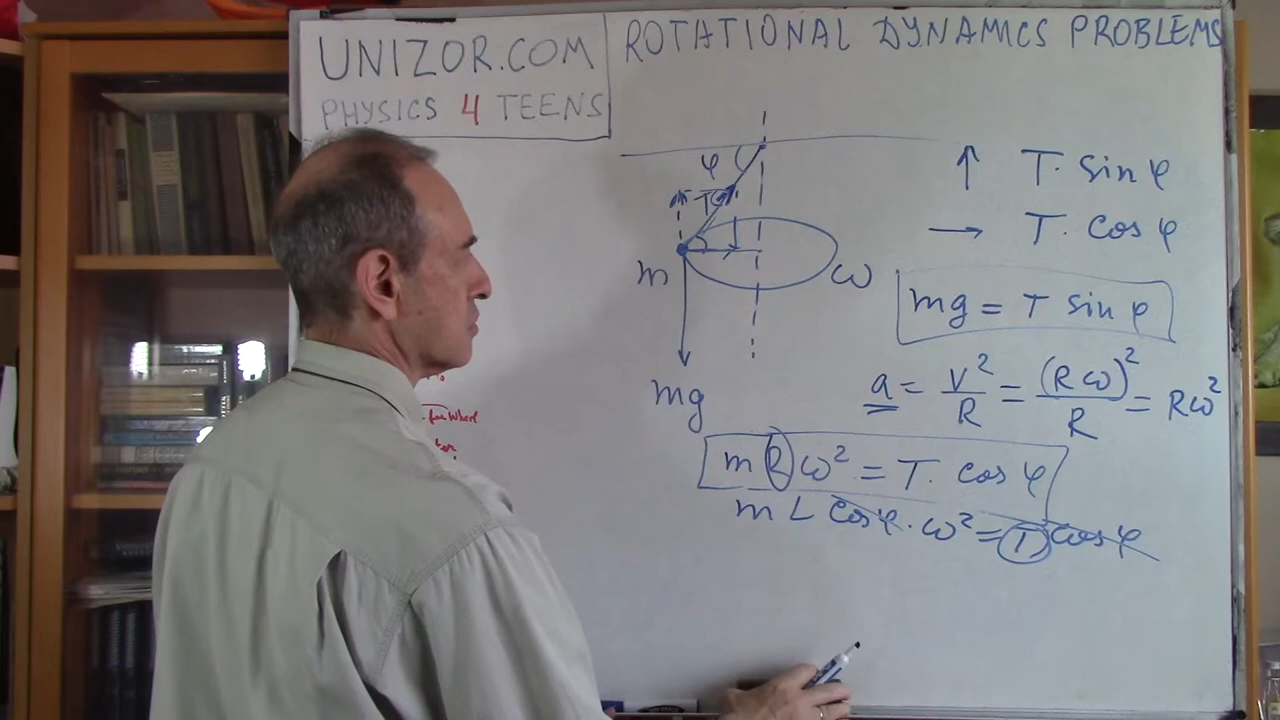 UNIZOR.COM
PHYSICS 4 TEENS
ROTATIONAL DYNAMICS PROBLEMS
φ
T
m
ω
mg
↑ T · sin φ
→ T · cos φ
mg = T sin φ
a = V² / R = (Rω)² / R = Rω²
m R ω² = T · cos φ
m L cos φ · ω² = T cos φ
Wheel